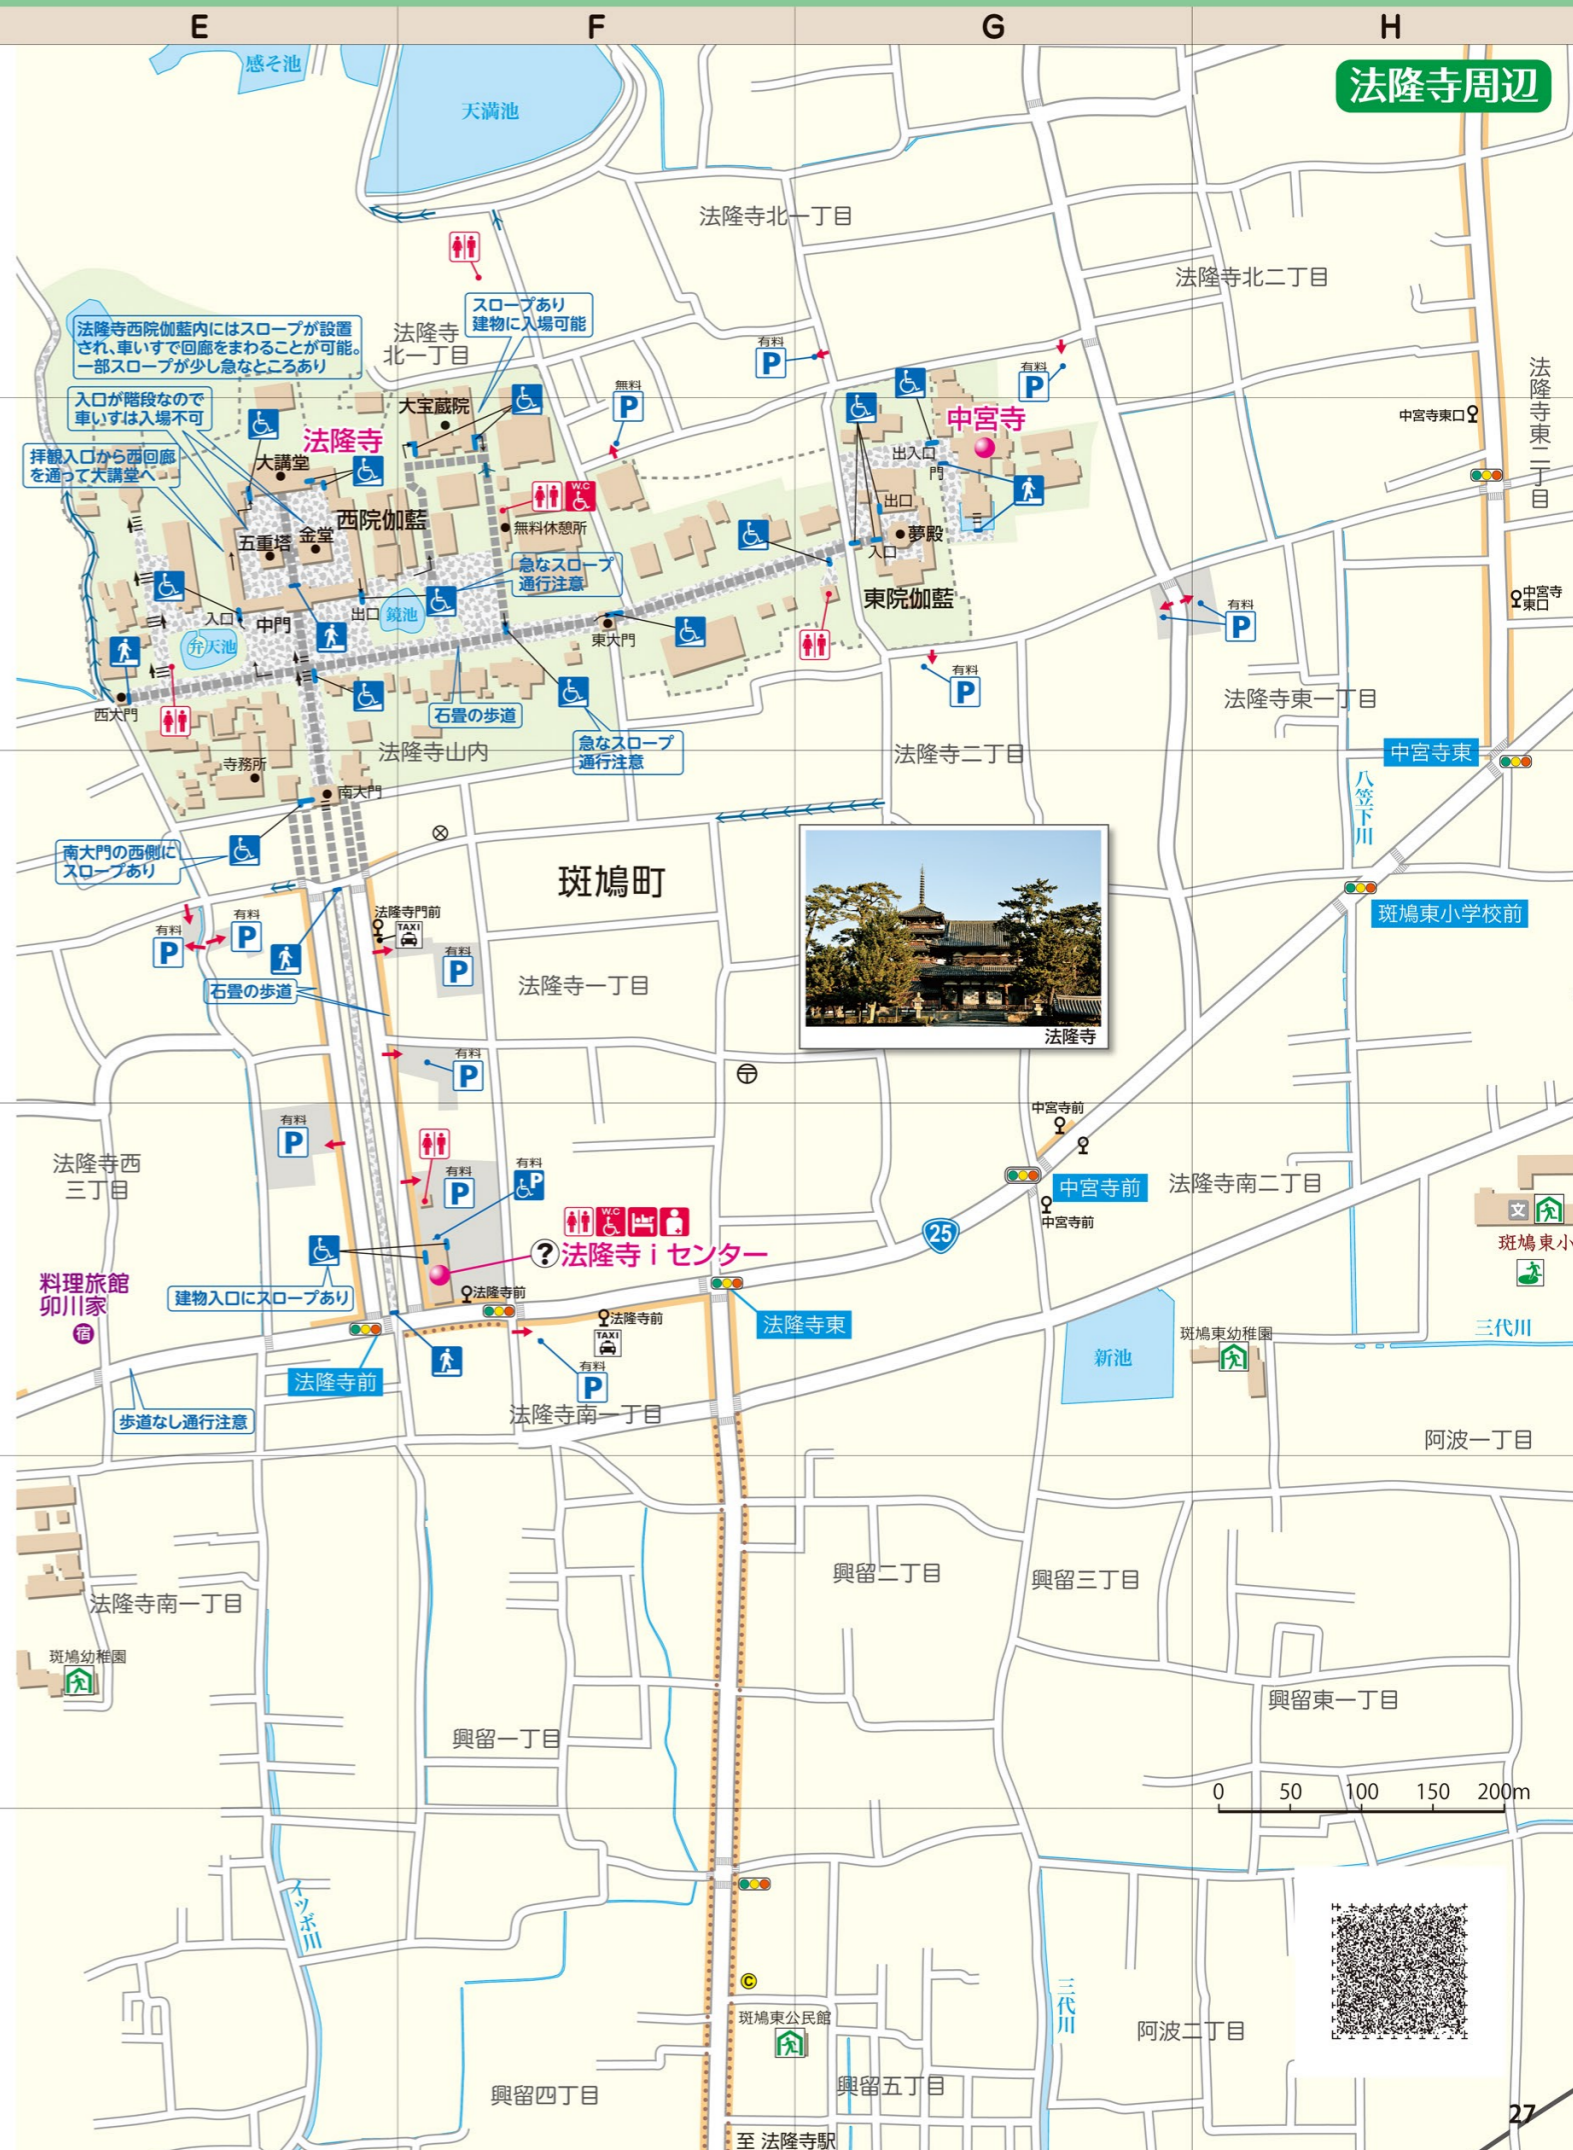 E
F
G
H
法隆寺周辺
感そ池
天満池
法隆寺北一丁目
法隆寺北二丁目
スロープあり
建物に入場可能
法隆寺
北一丁目
法隆寺西院伽藍内にはスロープが設置
され、車いすで回廊をまわることが可能。
一部スロープが少し急なところあり
入口が階段なので
車いすは入場不可
拝観入口から西回廊
を通って大講堂へ
有料
P
有料
P
無料
P
大宝蔵院
法隆寺
大講堂
中宮寺
出入口
門
中宮寺東口
法隆寺東二丁目
W.C
無料休憩所
西院伽藍
五重塔
金堂
出口
夢殿
入口
東院伽藍
急なスロープ
通行注意
入口
中門
出口
鏡池
弁天池
東大門
有料
P
中宮寺
東口
有料
P
西大門
石畳の歩道
急なスロープ
通行注意
法隆寺山内
法隆寺二丁目
法隆寺東一丁目
中宮寺東
八笠下川
寺務所
南大門
南大門の西側に
スロープあり
斑鳩町
斑鳩東小学校前
有料
P
有料
P
法隆寺門前
TAXI
有料
P
石畳の歩道
法隆寺一丁目
法隆寺
有料
P
有料
P
法隆寺西
三丁目
有料
P
有料
P
中宮寺前
中宮寺前
中宮寺前
法隆寺南二丁目
文
斑鳩東小
25
W.C
?法隆寺 i センター
建物入口にスロープあり
料理旅館
卯川家
宿
法隆寺前
法隆寺前
TAXI
有料
P
法隆寺東
法隆寺前
歩道なし通行注意
法隆寺南一丁目
新池
斑鳩東幼稚園
三代川
阿波一丁目
法隆寺南一丁目
斑鳩幼稚園
興留二丁目
興留三丁目
興留東一丁目
興留一丁目
0 50 100 150 200m
イツボ川
C
斑鳩東公民館
三代川
阿波二丁目
興留四丁目
興留五丁目
至 法隆寺駅
27